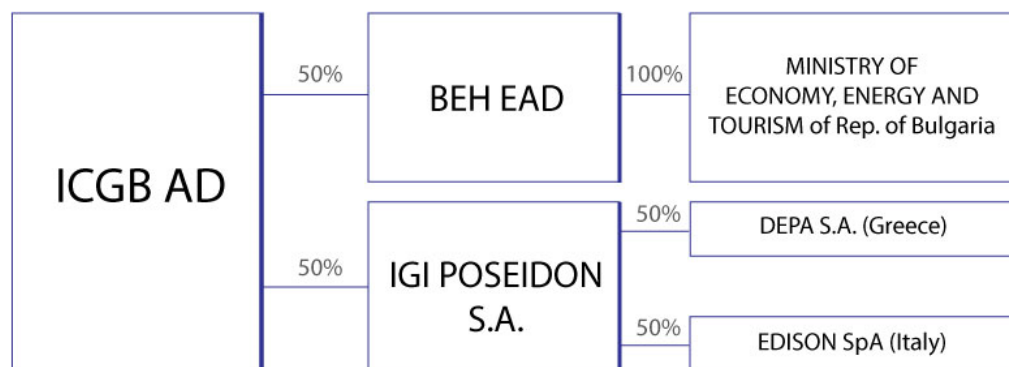 ICGB AD
50%
BEH EAD
100%
MINISTRY OF
ECONOMY, ENERGY AND
TOURISM of Rep. of Bulgaria
50%
IGI POSEIDON
S.A.
50%
DEPA S.A. (Greece)
50%
EDISON SpA (Italy)